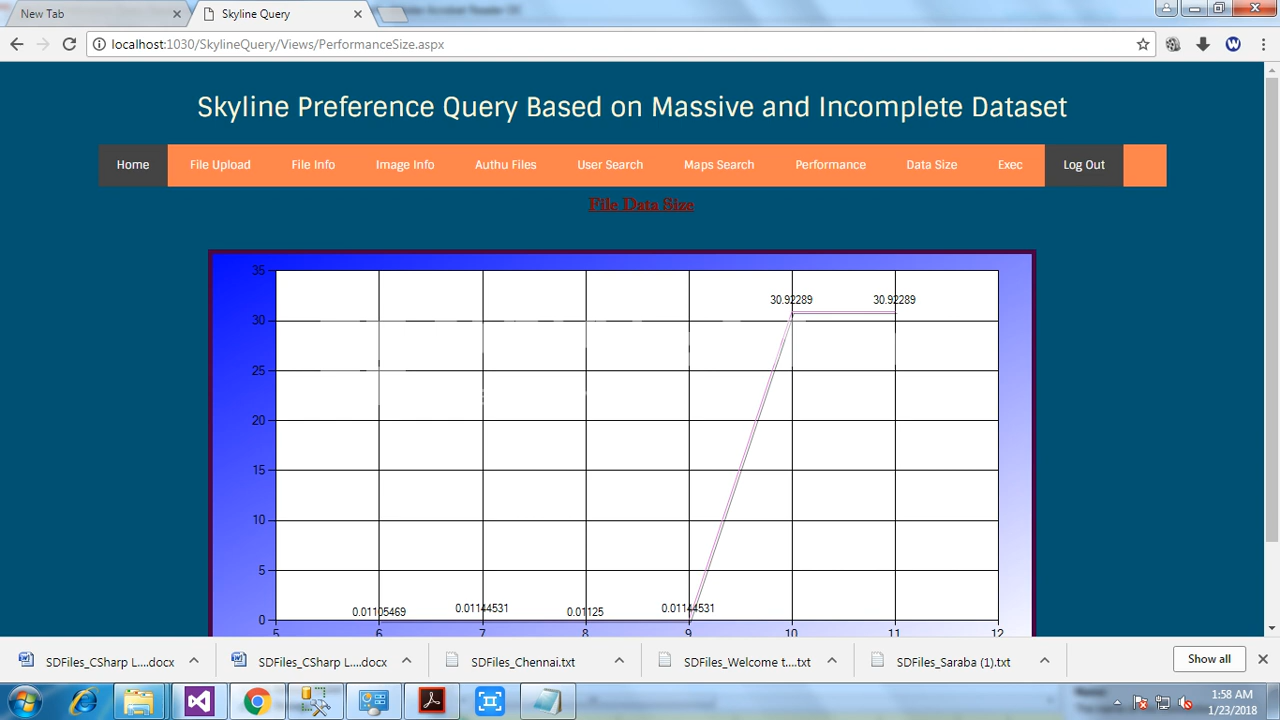 New Tab
Skyline Query
localhost:1030/SkylineQuery/Views/PerformanceSize.aspx
Skyline Preference Query Based on Massive and Incomplete Dataset
Home File Upload File Info Image Info Authu Files User Search Maps Search Performance Data Size Exec Log Out
File Data Size
35
30.92289 30.92289
30
25
20
15
10
5
0.01105469 0.01144531 0.01125 0.01144531
0
5 6 7 8 9 10 11 12
SDFiles_CSharp L....docx SDFiles_CSharp L....docx SDFiles_Chennai.txt SDFiles_Welcome t....txt SDFiles_Saraba (1).txt Show all
1:58 AM
1/23/2018